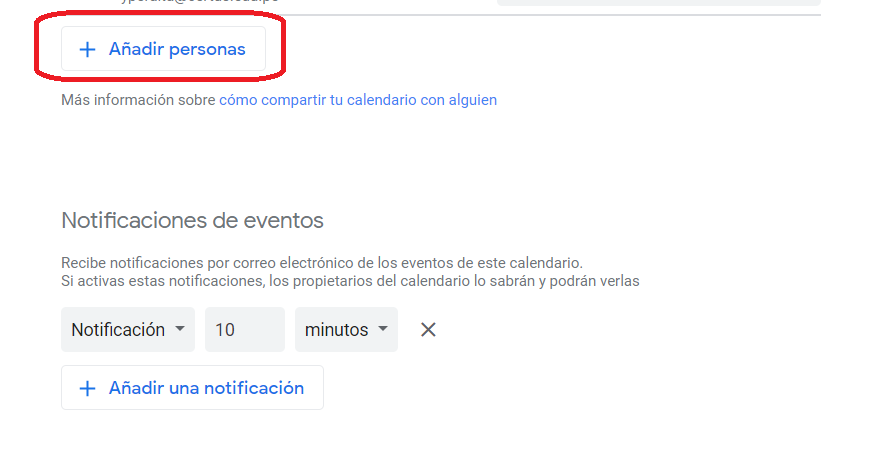 + Añadir personas
Más información sobre cómo compartir tu calendario con alguien
Notificaciones de eventos
Recibe notificaciones por correo electrónico de los eventos de este calendario.
Si activas estas notificaciones, los propietarios del calendario lo sabrán y podrán verlas
Notificación 10 minutos
+ Añadir una notificación